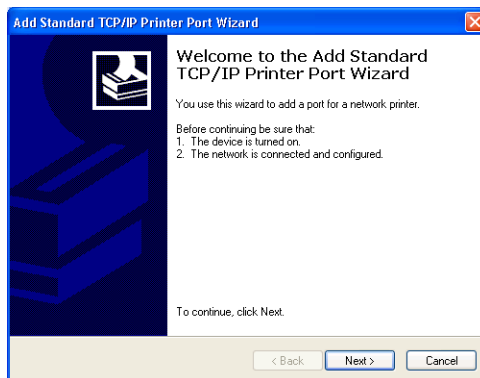 Add Standard TCP/IP Printer Port Wizard
Welcome to the Add Standard
TCP/IP Printer Port Wizard
You use this wizard to add a port for a network printer.
Before continuing be sure that:
1. The device is turned on.
2. The network is connected and configured.
To continue, click Next.
< Back
Next >
Cancel